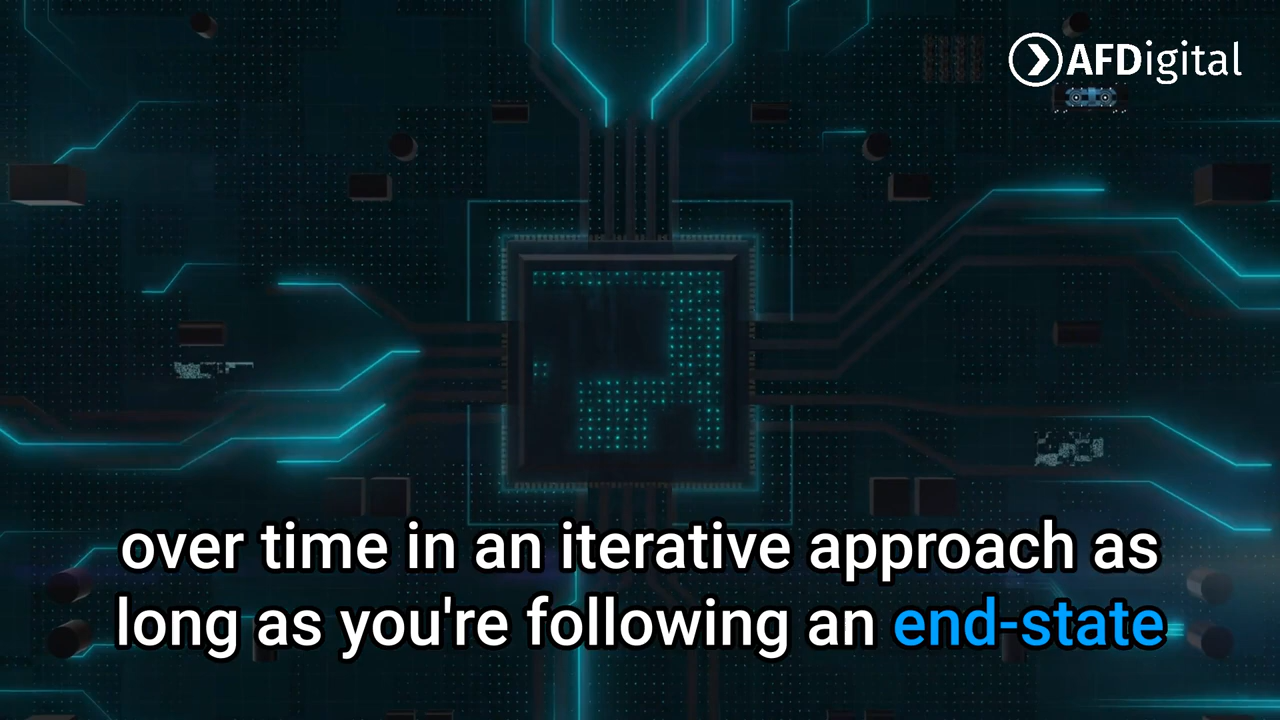 AFDigital
over time in an iterative approach as
long as you're following an end-state